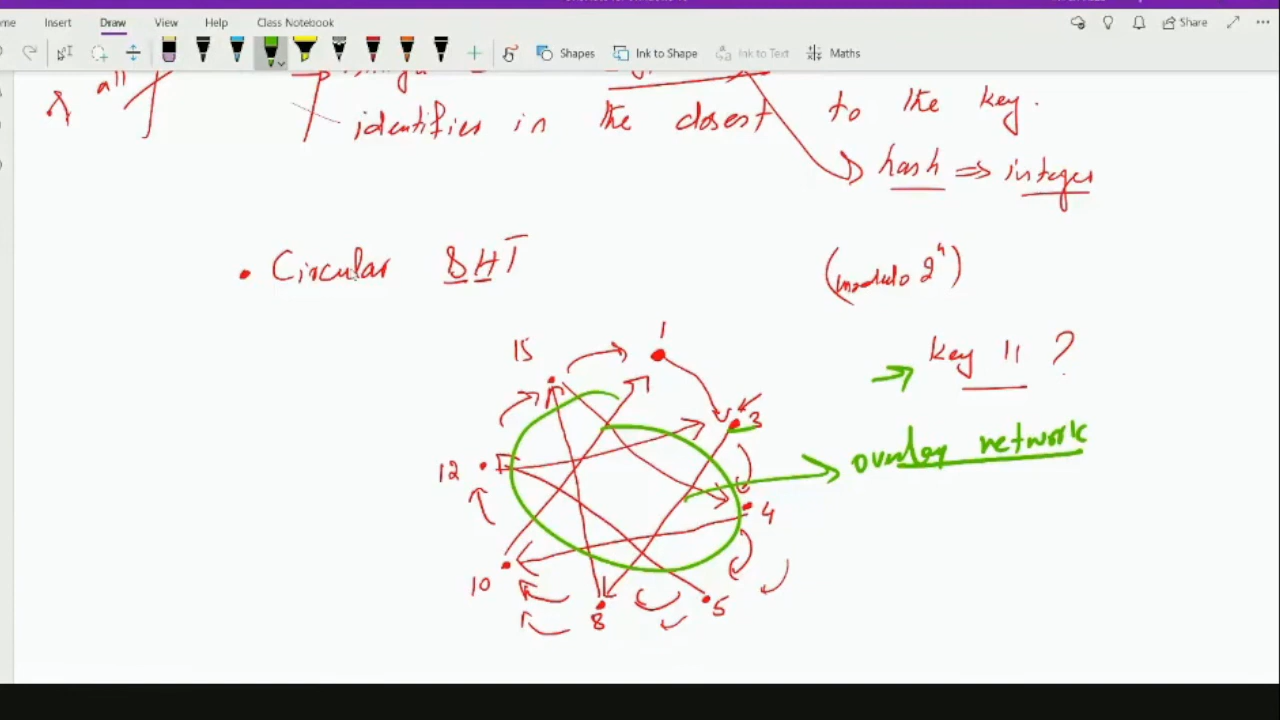 Insert Draw View Help Class Notebook Share
Shapes Ink to Shape Ink to Text Maths
all
identifies in the closest to the key.
hash ⇒ integer
• Circular DHT
(modulo 2ⁿ)
key 11 ?
overlay network
1
15
3
12
4
10
8
5